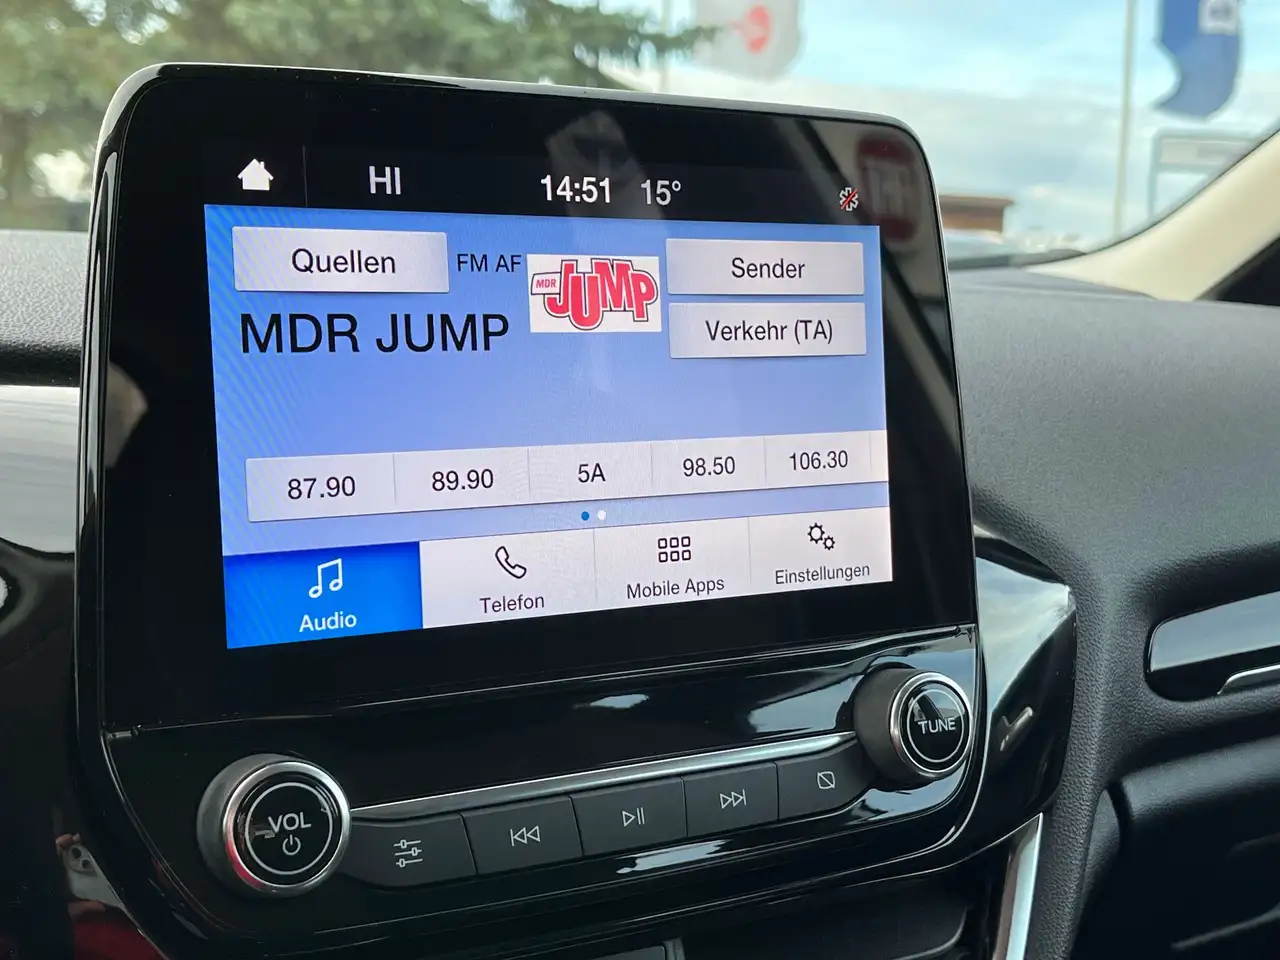 HI
14:51 15°
Quellen
FM AF
MDR JUMP
Sender
MDR JUMP
Verkehr (TA)
87.90
89.90
5A
98.50
106.30
Audio
Telefon
Mobile Apps
Einstellungen
VOL
TUNE